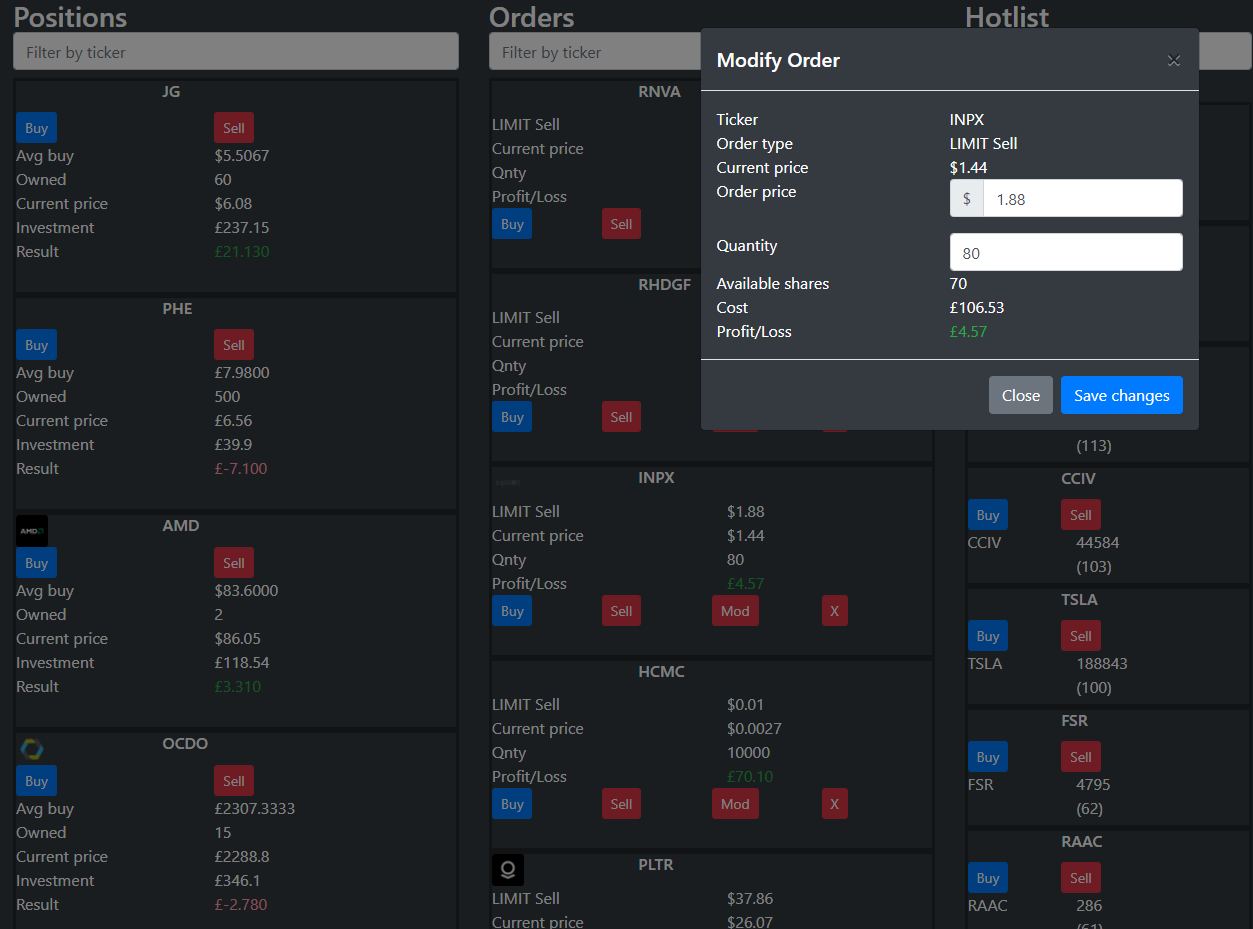 Positions
Filter by ticker
JG
Buy Sell
Avg buy $5.5067
Owned 60
Current price $6.08
Investment £237.15
Result £21.130
PHE
Buy Sell
Avg buy £7.9800
Owned 500
Current price £6.56
Investment £39.9
Result £-7.100
AMD
AMD
Buy Sell
Avg buy $83.6000
Owned 2
Current price $86.05
Investment £118.54
Result £3.310
OCDO
Buy Sell
Avg buy £2307.3333
Owned 15
Current price £2288.8
Investment £346.1
Result £-2.780
Orders
Filter by ticker
RNVA
LIMIT Sell
Current price
Qnty
Profit/Loss
Buy Sell
RHDGF
LIMIT Sell
Current price
Qnty
Profit/Loss
Buy Sell
INPX
LIMIT Sell $1.88
Current price $1.44
Qnty 80
Profit/Loss £4.57
Buy Sell Mod X
HCMC
LIMIT Sell $0.01
Current price $0.0027
Qnty 10000
Profit/Loss £70.10
Buy Sell Mod X
PLTR
LIMIT Sell $37.86
Current price $26.07
Hotlist
Modify Order ×
Ticker INPX
Order type LIMIT Sell
Current price $1.44
Order price $ 1.88
Quantity 80
Available shares 70
Cost £106.53
Profit/Loss £4.57
Close Save changes
(113)
CCIV
Buy Sell
CCIV 44584
(103)
TSLA
Buy Sell
TSLA 188843
(100)
FSR
Buy Sell
FSR 4795
(62)
RAAC
Buy Sell
RAAC 286
(61)